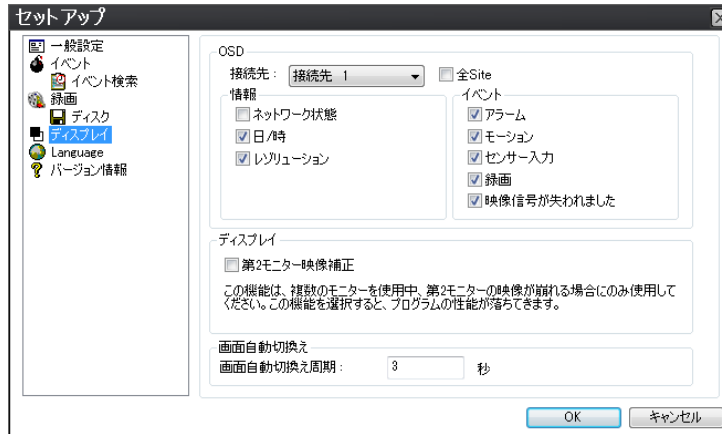 セットアップ
一般設定
イベント
イベント検索
録画
ディスク
ディスプレイ
Language
バージョン情報
OSD
接続先： 接続先 1 全Site
情報
ネットワーク状態
日/時
レゾリューション
イベント
アラーム
モーション
センサー入力
録画
映像信号が失われました
ディスプレイ
第2モニター映像補正
この機能は、複数のモニターを使用中、第2モニターの映像が崩れる場合にのみ使用して
ください。この機能を選択すると、プログラムの性能が落ちてきます。
画面自動切換え
画面自動切換え周期： 3 秒
OK キャンセル